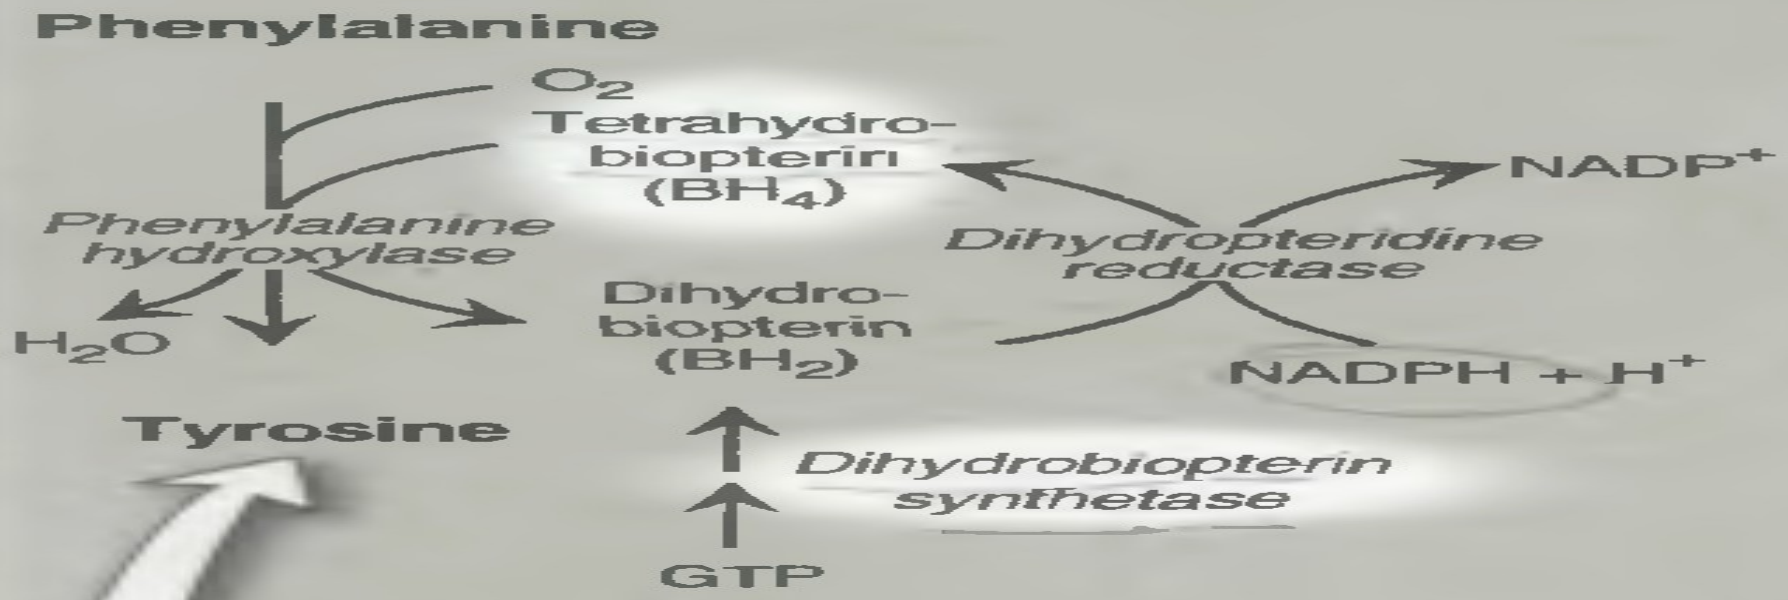 Phenylalanine
O₂
Tetrahydro-
biopterin
(BH₄)
NADP⁺
Phenylalanine
hydroxylase
Dihydropteridine
reductase
H₂O
Dihydro-
biopterin
(BH₂)
NADPH + H⁺
Tyrosine
Dihydrobiopterin
synthetase
GTP